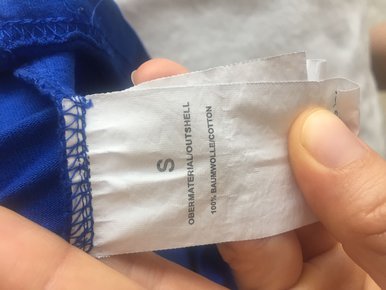 S
OBERMATERIAL/OUTSHELL
100% BAUMWOLLE/COTTON